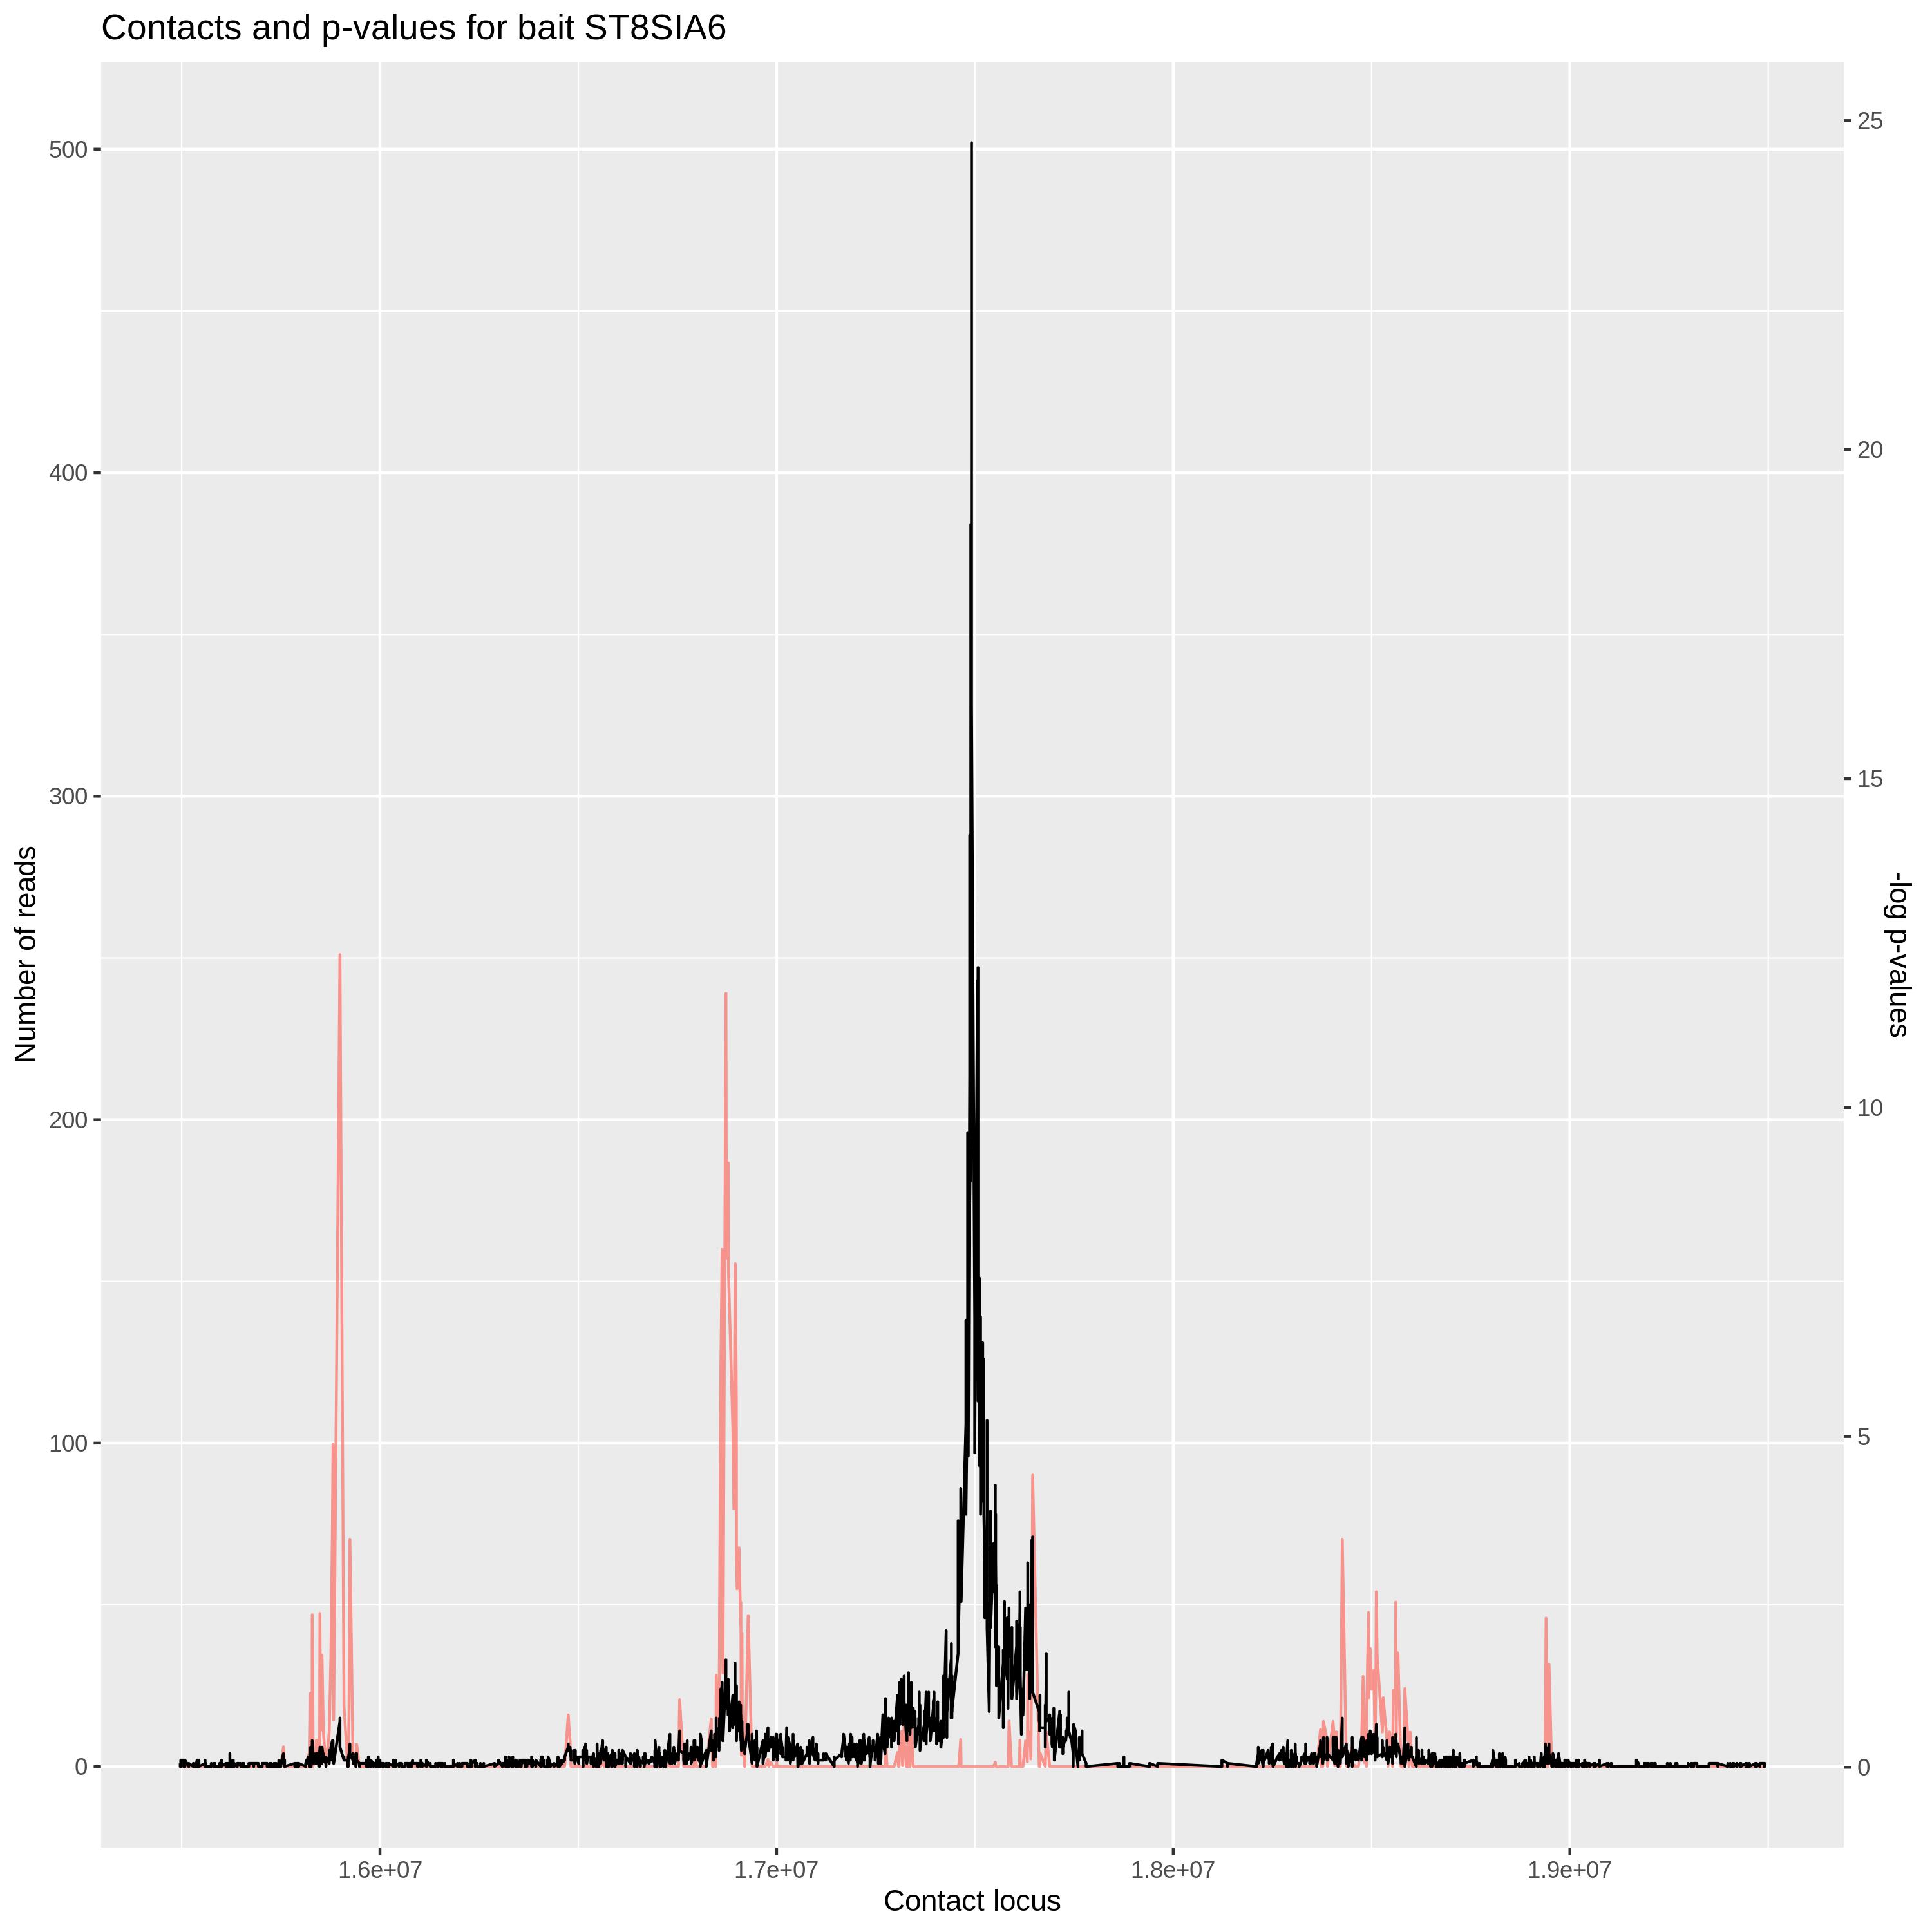 Contacts and p-values for bait ST8SIA6
500
400
300
200
100
0
25
20
15
10
5
0
Number of reads
-log p-values
1.6e+07 1.7e+07 1.8e+07 1.9e+07
Contact locus